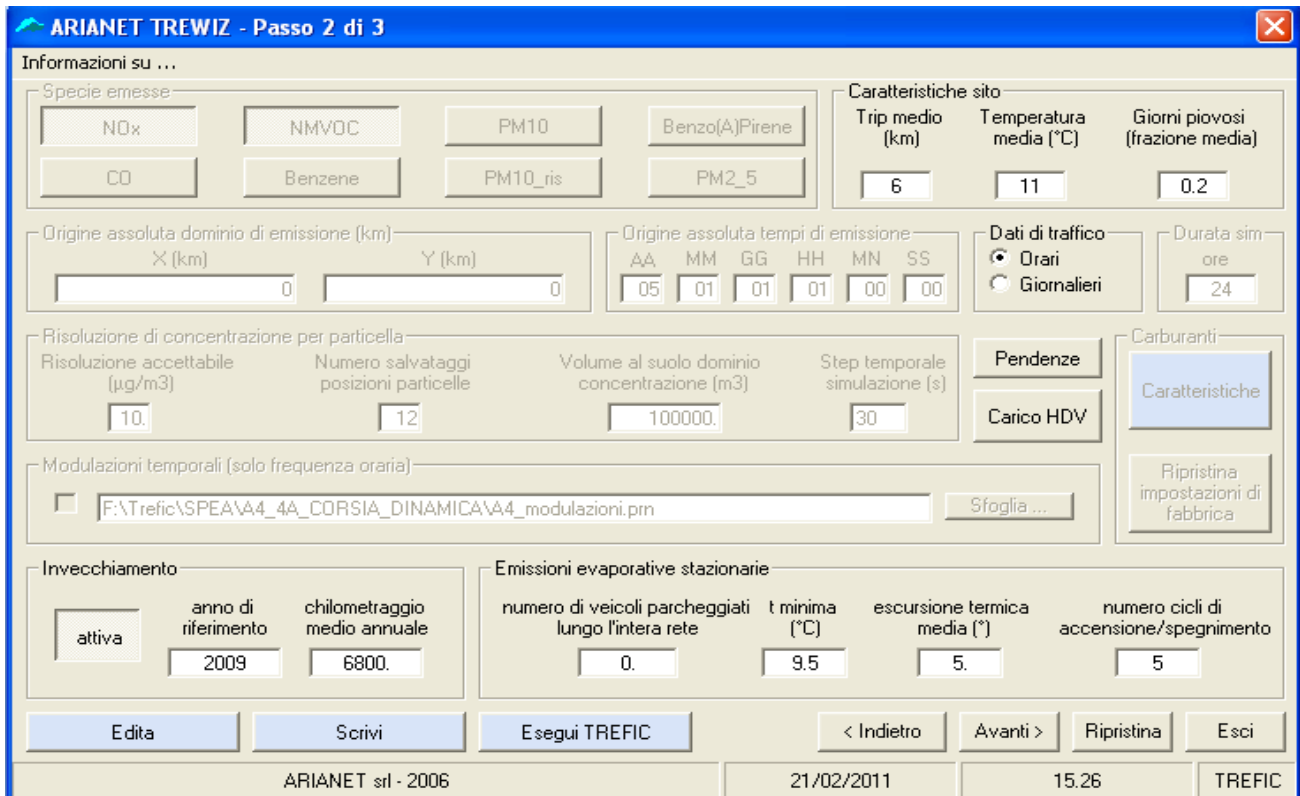 ARIANET TREWIZ - Passo 2 di 3
Informazioni su ...
Specie emesse
NOx NMVOC PM10 Benzo(A)Pirene
CO Benzene PM10_ris PM2_5
Caratteristiche sito
Trip medio (km) Temperatura media (°C) Giorni piovosi (frazione media)
6 11 0.2
Origine assoluta dominio di emissione (km)
X (km) Y (km)
0 0
Origine assoluta tempi di emissione
AA MM GG HH MN SS
05 01 01 01 00 00
Dati di traffico
Orari
Giornalieri
Durata sim
ore
24
Risoluzione di concentrazione per particella
Risoluzione accettabile (µg/m3) Numero salvataggi posizioni particelle Volume al suolo dominio concentrazione (m3) Step temporale simulazione (s)
10. 12 100000. 30
Pendenze
Carico HDV
Carburanti
Caratteristiche
Ripristina impostazioni di fabbrica
Modulazioni temporali (solo frequenza oraria)
F:\Trefic\SPEA\A4_4A_CORSIA_DINAMICA\A4_modulazioni.prn Sfoglia ...
Invecchiamento
attiva
anno di riferimento chilometraggio medio annuale
2009 6800.
Emissioni evaporative stazionarie
numero di veicoli parcheggiati lungo l'intera rete t minima (°C) escursione termica media (°) numero cicli di accensione/spegnimento
0. 9.5 5. 5
Edita Scrivi Esegui TREFIC < Indietro Avanti > Ripristina Esci
ARIANET srl - 2006 21/02/2011 15.26 TREFIC